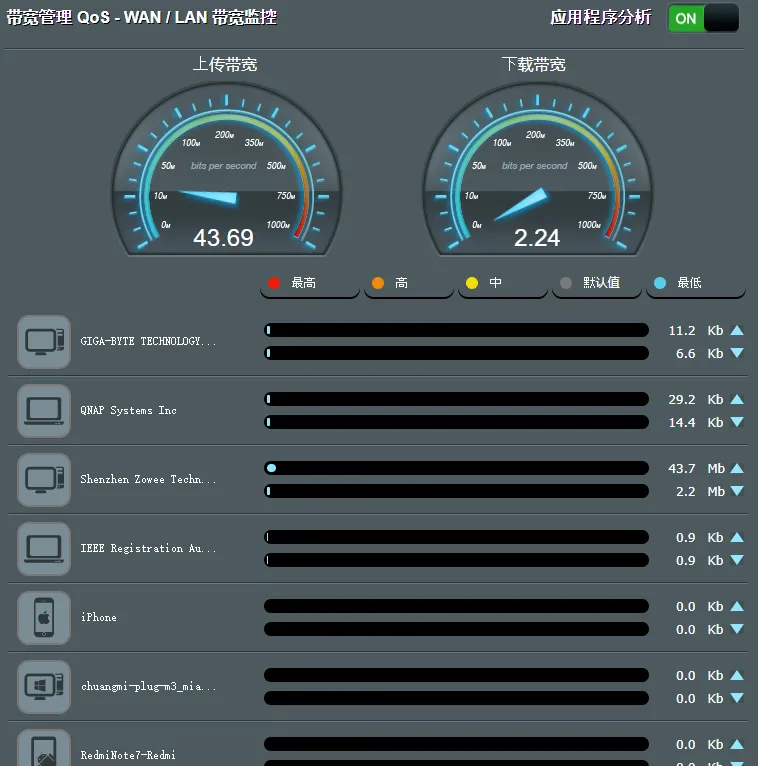 带宽管理 QoS - WAN / LAN 带宽监控 应用程序分析 ON
上传带宽 下载带宽
0M 10M 50M 100M 200M 350M 500M 750M 1000M
bits per second
43.69
0M 10M 50M 100M 200M 350M 500M 750M 1000M
bits per second
2.24
最高 高 中 默认值 最低
GIGA-BYTE TECHNOLOGY...
11.2 Kb
6.6 Kb
QNAP Systems Inc
29.2 Kb
14.4 Kb
Shenzhen Zowee Techn...
43.7 Mb
2.2 Mb
IEEE Registration Au...
0.9 Kb
0.9 Kb
iPhone
0.0 Kb
0.0 Kb
chuangmi-plug-m3_mia...
0.0 Kb
0.0 Kb
RedmiNote7-Redmi
0.0 Kb
0.0 Kb